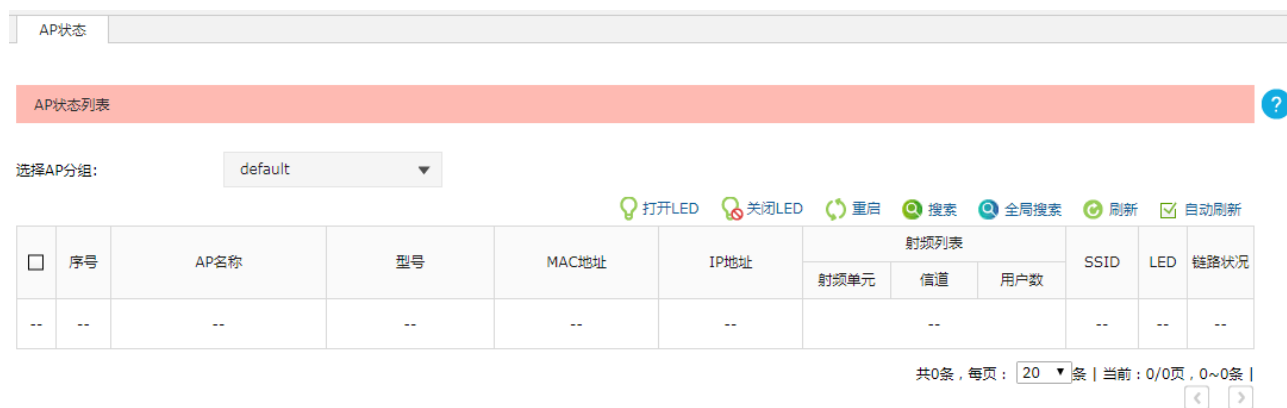 AP状态
AP状态列表
?
选择AP分组: default
打开LED 关闭LED 重启 搜索 全局搜索 刷新 自动刷新
序号 AP名称 型号 MAC地址 IP地址 射频列表 SSID LED 链路状况
射频单元 信道 用户数
-- -- -- -- -- -- -- -- -- --
共0条，每页： 20 条 | 当前：0/0页，0~0条 |
< >